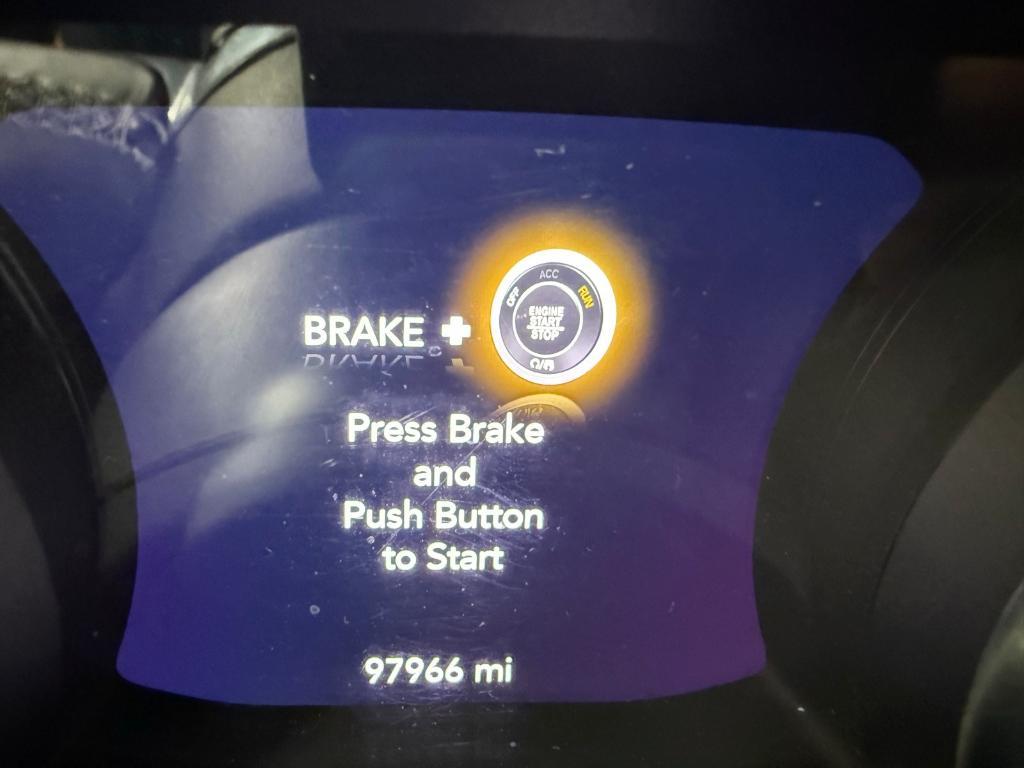 ACC
OFF
RUN
ENGINE
START
STOP
BRAKE +
Press Brake
and
Push Button
to Start
97966 mi